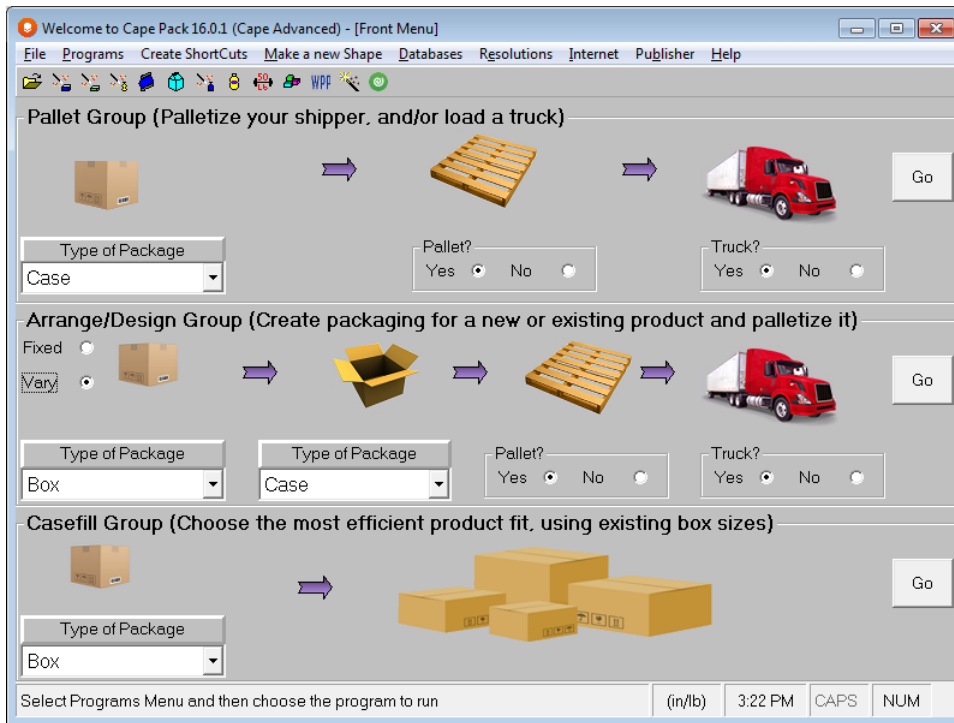 Welcome to Cape Pack 16.0.1 (Cape Advanced) - [Front Menu]
File Programs Create ShortCuts Make a new Shape Databases Resolutions Internet Publisher Help
WPP
Pallet Group (Palletize your shipper, and/or load a truck)
Go
Type of Package
Case
Pallet?
Yes No
Truck?
Yes No
Arrange/Design Group (Create packaging for a new or existing product and palletize it)
Fixed
Vary
Go
Type of Package
Box
Type of Package
Case
Pallet?
Yes No
Truck?
Yes No
Casefill Group (Choose the most efficient product fit, using existing box sizes)
Go
Type of Package
Box
Select Programs Menu and then choose the program to run (in/lb) 3:22 PM CAPS NUM